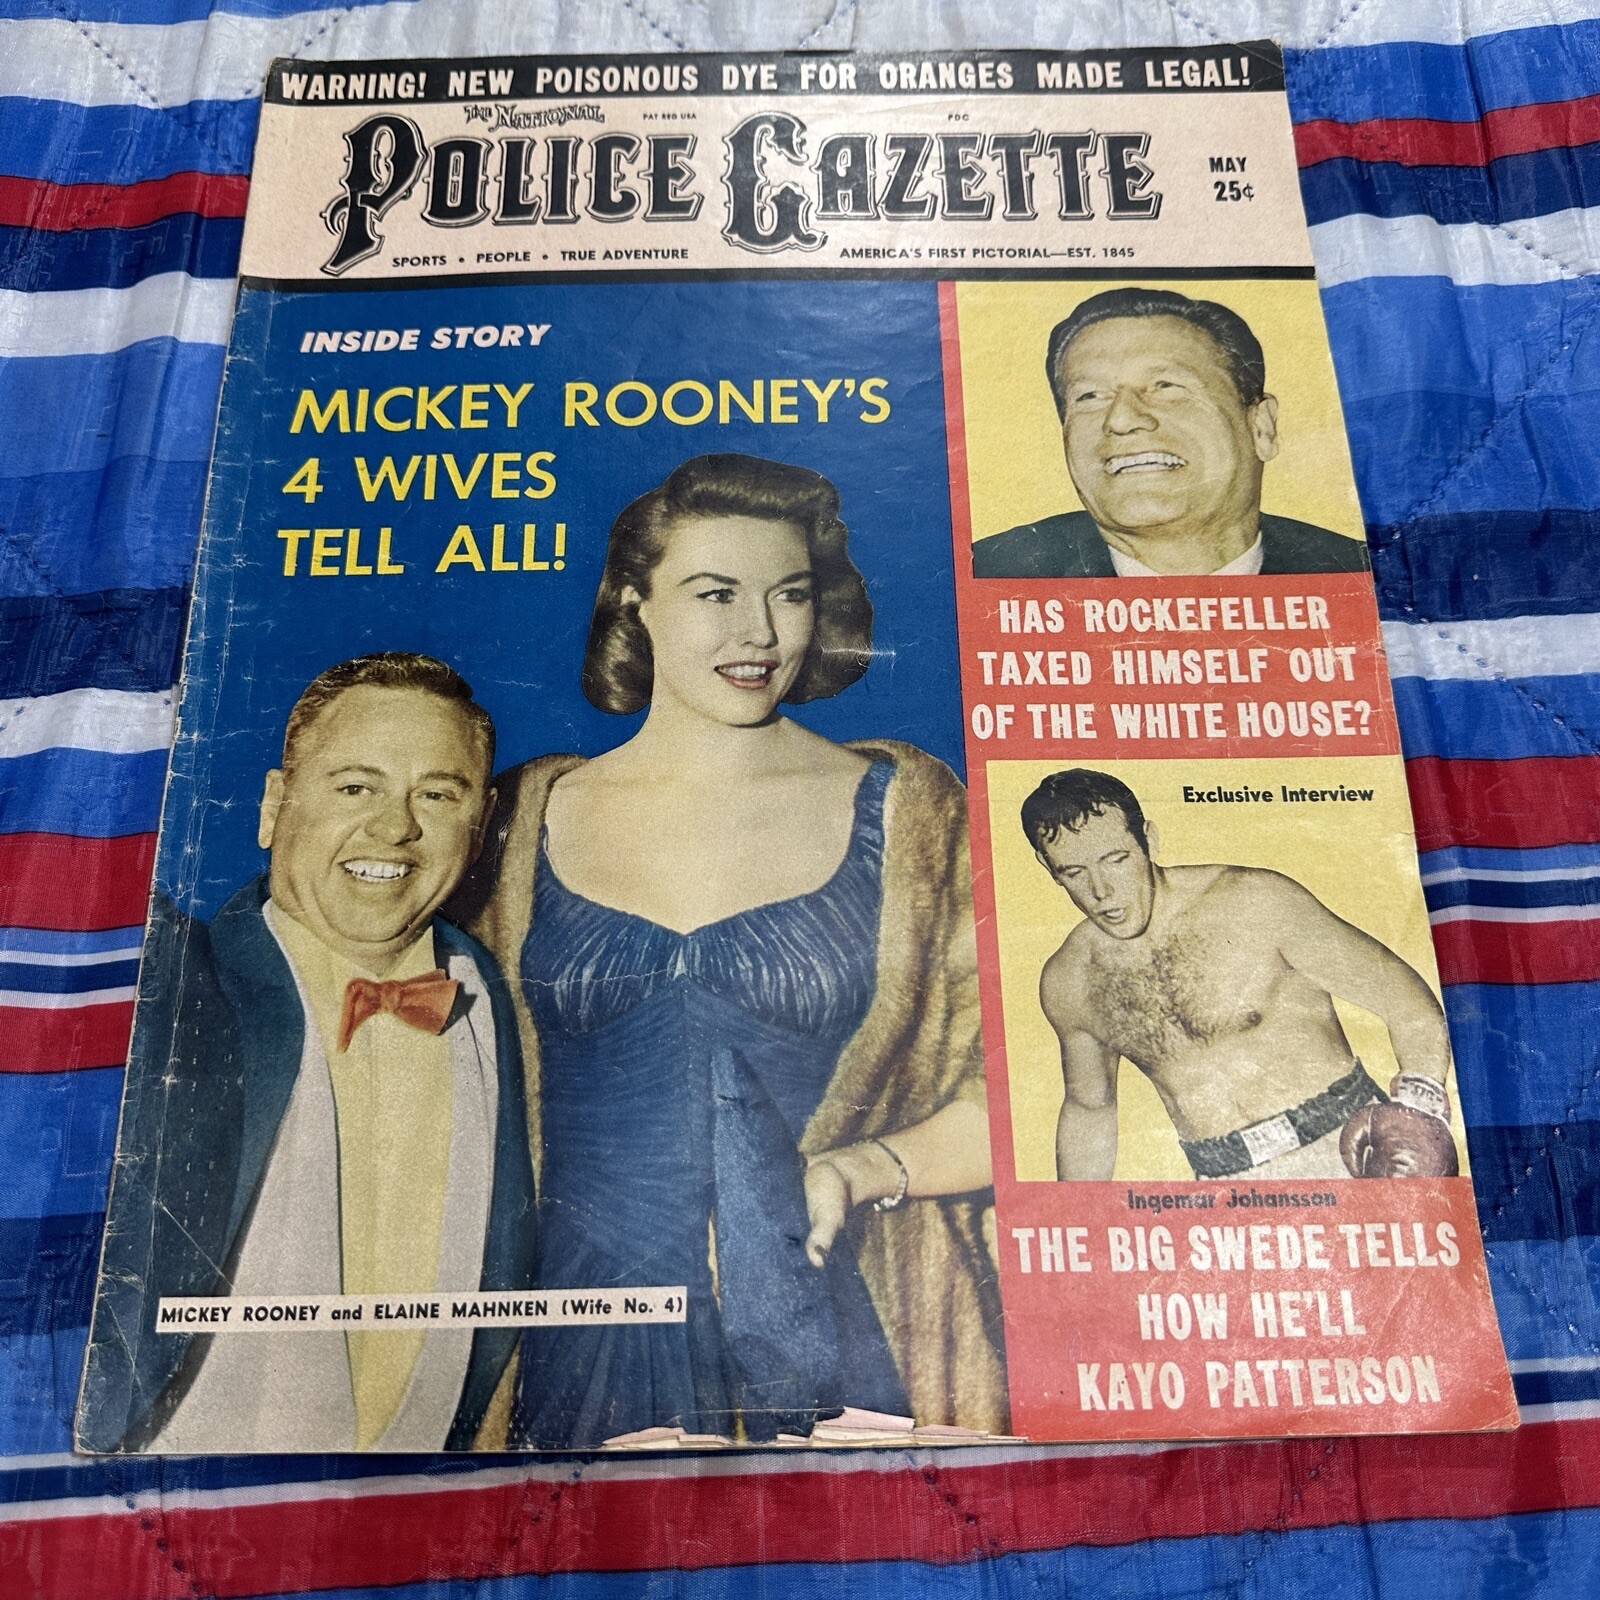 WARNING! NEW POISONOUS DYE FOR ORANGES MADE LEGAL!
THE NATIONAL
PAT REG USA
PDC
POLICE GAZETTE
MAY
25¢
SPORTS • PEOPLE • TRUE ADVENTURE
AMERICA'S FIRST PICTORIAL—EST. 1845
INSIDE STORY
MICKEY ROONEY'S
4 WIVES
TELL ALL!
MICKEY ROONEY and ELAINE MAHNKEN (Wife No. 4)
HAS ROCKEFELLER
TAXED HIMSELF OUT
OF THE WHITE HOUSE?
Exclusive Interview
Ingemar Johansson
THE BIG SWEDE TELLS
HOW HE'LL
KAYO PATTERSON